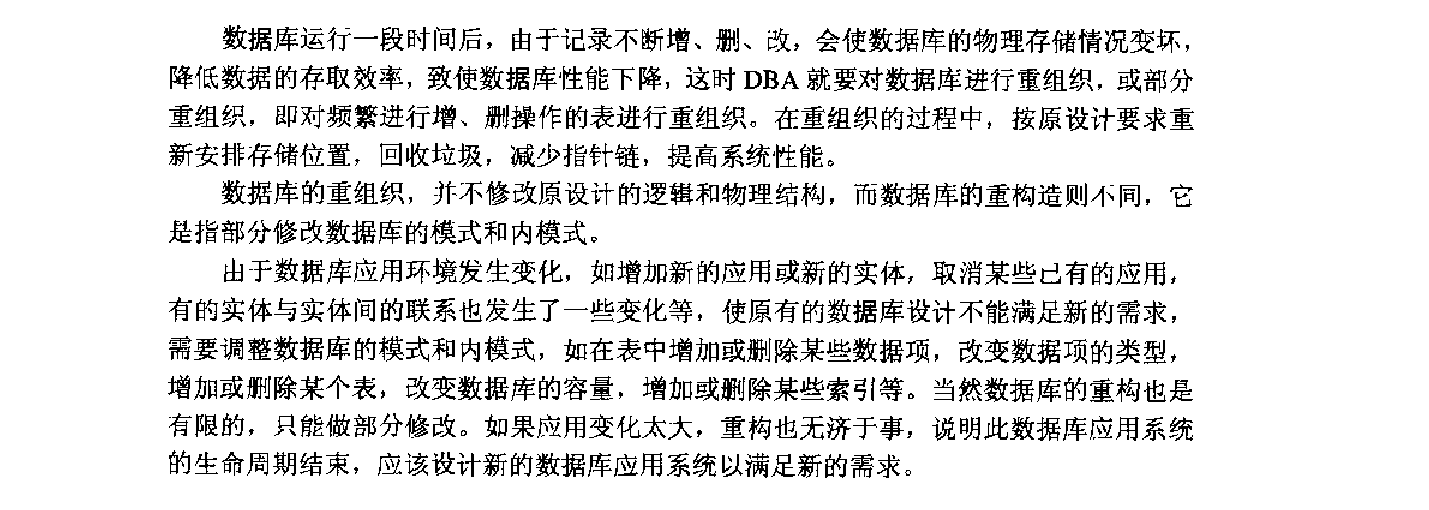 数据库运行一段时间后，由于记录不断增、删、改，会使数据库的物理存储情况变坏，
降低数据的存取效率，致使数据库性能下降，这时 DBA 就要对数据库进行重组织，或部分
重组织，即对频繁进行增、删操作的表进行重组织。在重组织的过程中，按原设计要求重
新安排存储位置，回收垃圾，减少指针链，提高系统性能。
数据库的重组织，并不修改原设计的逻辑和物理结构，而数据库的重构造则不同，它
是指部分修改数据库的模式和内模式。
由于数据库应用环境发生变化，如增加新的应用或新的实体，取消某些已有的应用，
有的实体与实体间的联系也发生了一些变化等，使原有的数据库设计不能满足新的需求，
需要调整数据库的模式和内模式，如在表中增加或删除某些数据项，改变数据项的类型，
增加或删除某个表，改变数据库的容量，增加或删除某些索引等。当然数据库的重构也是
有限的，只能做部分修改。如果应用变化太大，重构也无济于事，说明此数据库应用系统
的生命周期结束，应该设计新的数据库应用系统以满足新的需求。